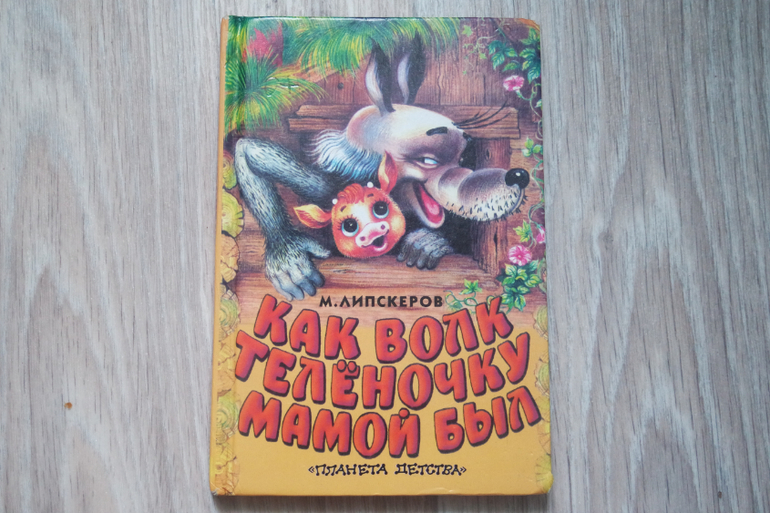 М.ЛИПСКЕРОВ
КАК ВОЛК
ТЕЛЁНОЧКУ
МАМОЙ БЫЛ
«ПЛАНЕТА ДЕТСТВА»